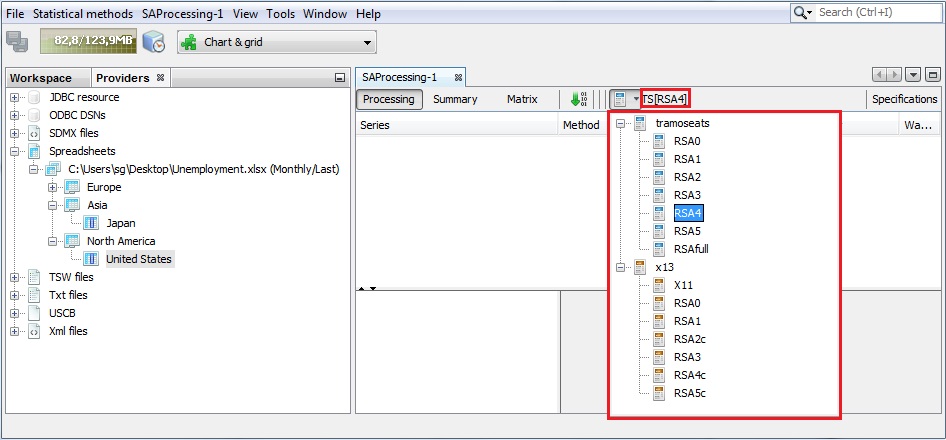 File Statistical methods SAProcessing-1 View Tools Window Help
Search (Ctrl+I)
82,8/123,9MB
Chart & grid
Workspace Providers
JDBC resource
ODBC DSNs
SDMX files
Spreadsheets
C:\Users\sg\Desktop\Unemployment.xlsx (Monthly/Last)
Europe
Asia
Japan
North America
United States
TSW files
Txt files
USCB
Xml files
SAProcessing-1
Processing Summary Matrix TS[RSA4] Specifications
Series Method Wa...
tramoseats
RSA0
RSA1
RSA2
RSA3
RSA4
RSA5
RSAfull
x13
X11
RSA0
RSA1
RSA2c
RSA3
RSA4c
RSA5c